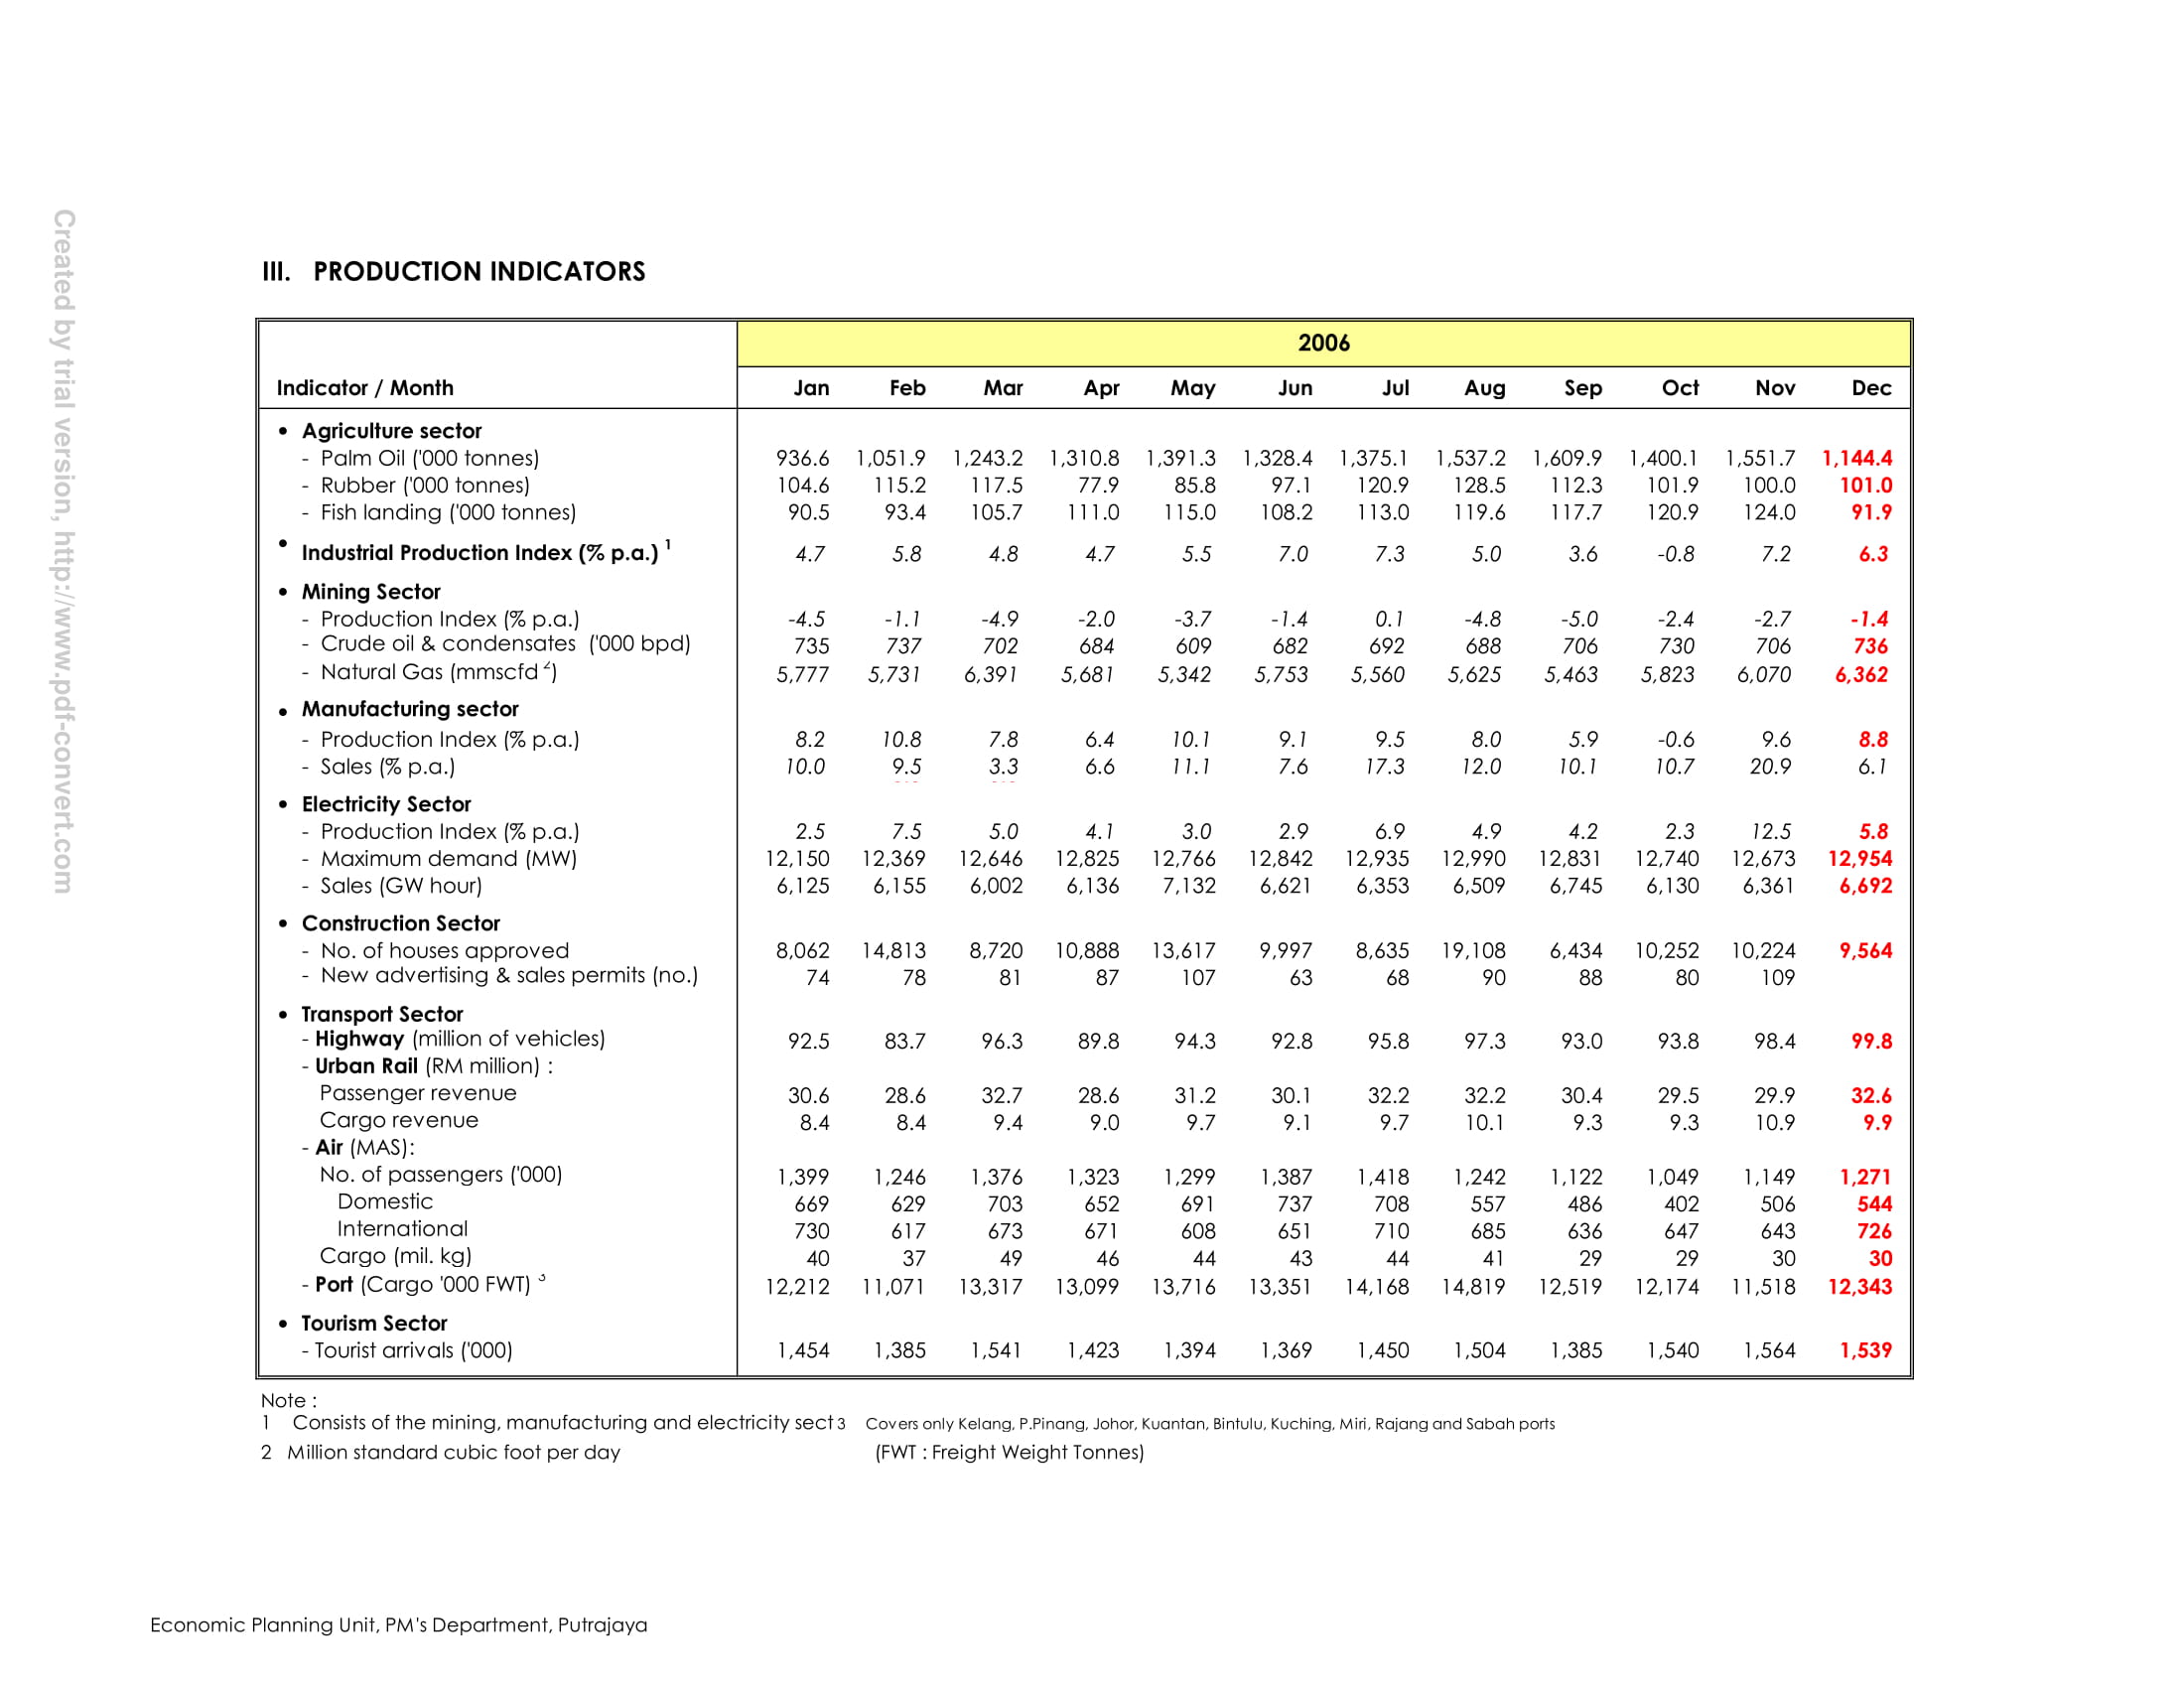 Created by trial version, http://www.pdf-convert.com
III. PRODUCTION INDICATORS
2006
Indicator / Month Jan Feb Mar Apr May Jun Jul Aug Sep Oct Nov Dec
• Agriculture sector
- Palm Oil ('000 tonnes) 936.6 1,051.9 1,243.2 1,310.8 1,391.3 1,328.4 1,375.1 1,537.2 1,609.9 1,400.1 1,551.7 1,144.4
- Rubber ('000 tonnes) 104.6 115.2 117.5 77.9 85.8 97.1 120.9 128.5 112.3 101.9 100.0 101.0
- Fish landing ('000 tonnes) 90.5 93.4 105.7 111.0 115.0 108.2 113.0 119.6 117.7 120.9 124.0 91.9
• Industrial Production Index (% p.a.) 1 4.7 5.8 4.8 4.7 5.5 7.0 7.3 5.0 3.6 -0.8 7.2 6.3
• Mining Sector
- Production Index (% p.a.) -4.5 -1.1 -4.9 -2.0 -3.7 -1.4 0.1 -4.8 -5.0 -2.4 -2.7 -1.4
- Crude oil & condensates ('000 bpd) 735 737 702 684 609 682 692 688 706 730 706 736
- Natural Gas (mmscfd 2) 5,777 5,731 6,391 5,681 5,342 5,753 5,560 5,625 5,463 5,823 6,070 6,362
• Manufacturing sector
- Production Index (% p.a.) 8.2 10.8 7.8 6.4 10.1 9.1 9.5 8.0 5.9 -0.6 9.6 8.8
- Sales (% p.a.) 10.0 9.5 3.3 6.6 11.1 7.6 17.3 12.0 10.1 10.7 20.9 6.1
• Electricity Sector
- Production Index (% p.a.) 2.5 7.5 5.0 4.1 3.0 2.9 6.9 4.9 4.2 2.3 12.5 5.8
- Maximum demand (MW) 12,150 12,369 12,646 12,825 12,766 12,842 12,935 12,990 12,831 12,740 12,673 12,954
- Sales (GW hour) 6,125 6,155 6,002 6,136 7,132 6,621 6,353 6,509 6,745 6,130 6,361 6,692
• Construction Sector
- No. of houses approved 8,062 14,813 8,720 10,888 13,617 9,997 8,635 19,108 6,434 10,252 10,224 9,564
- New advertising & sales permits (no.) 74 78 81 87 107 63 68 90 88 80 109
• Transport Sector
- Highway (million of vehicles) 92.5 83.7 96.3 89.8 94.3 92.8 95.8 97.3 93.0 93.8 98.4 99.8
- Urban Rail (RM million) :
Passenger revenue 30.6 28.6 32.7 28.6 31.2 30.1 32.2 32.2 30.4 29.5 29.9 32.6
Cargo revenue 8.4 8.4 9.4 9.0 9.7 9.1 9.7 10.1 9.3 9.3 10.9 9.9
- Air (MAS):
No. of passengers ('000) 1,399 1,246 1,376 1,323 1,299 1,387 1,418 1,242 1,122 1,049 1,149 1,271
Domestic 669 629 703 652 691 737 708 557 486 402 506 544
International 730 617 673 671 608 651 710 685 636 647 643 726
Cargo (mil. kg) 40 37 49 46 44 43 44 41 29 29 30 30
- Port (Cargo '000 FWT) 3 12,212 11,071 13,317 13,099 13,716 13,351 14,168 14,819 12,519 12,174 11,518 12,343
• Tourism Sector
- Tourist arrivals ('000) 1,454 1,385 1,541 1,423 1,394 1,369 1,450 1,504 1,385 1,540 1,564 1,539
Note :
1 Consists of the mining, manufacturing and electricity sect 3 Covers only Kelang, P.Pinang, Johor, Kuantan, Bintulu, Kuching, Miri, Rajang and Sabah ports
2 Million standard cubic foot per day (FWT : Freight Weight Tonnes)
Economic Planning Unit, PM's Department, Putrajaya